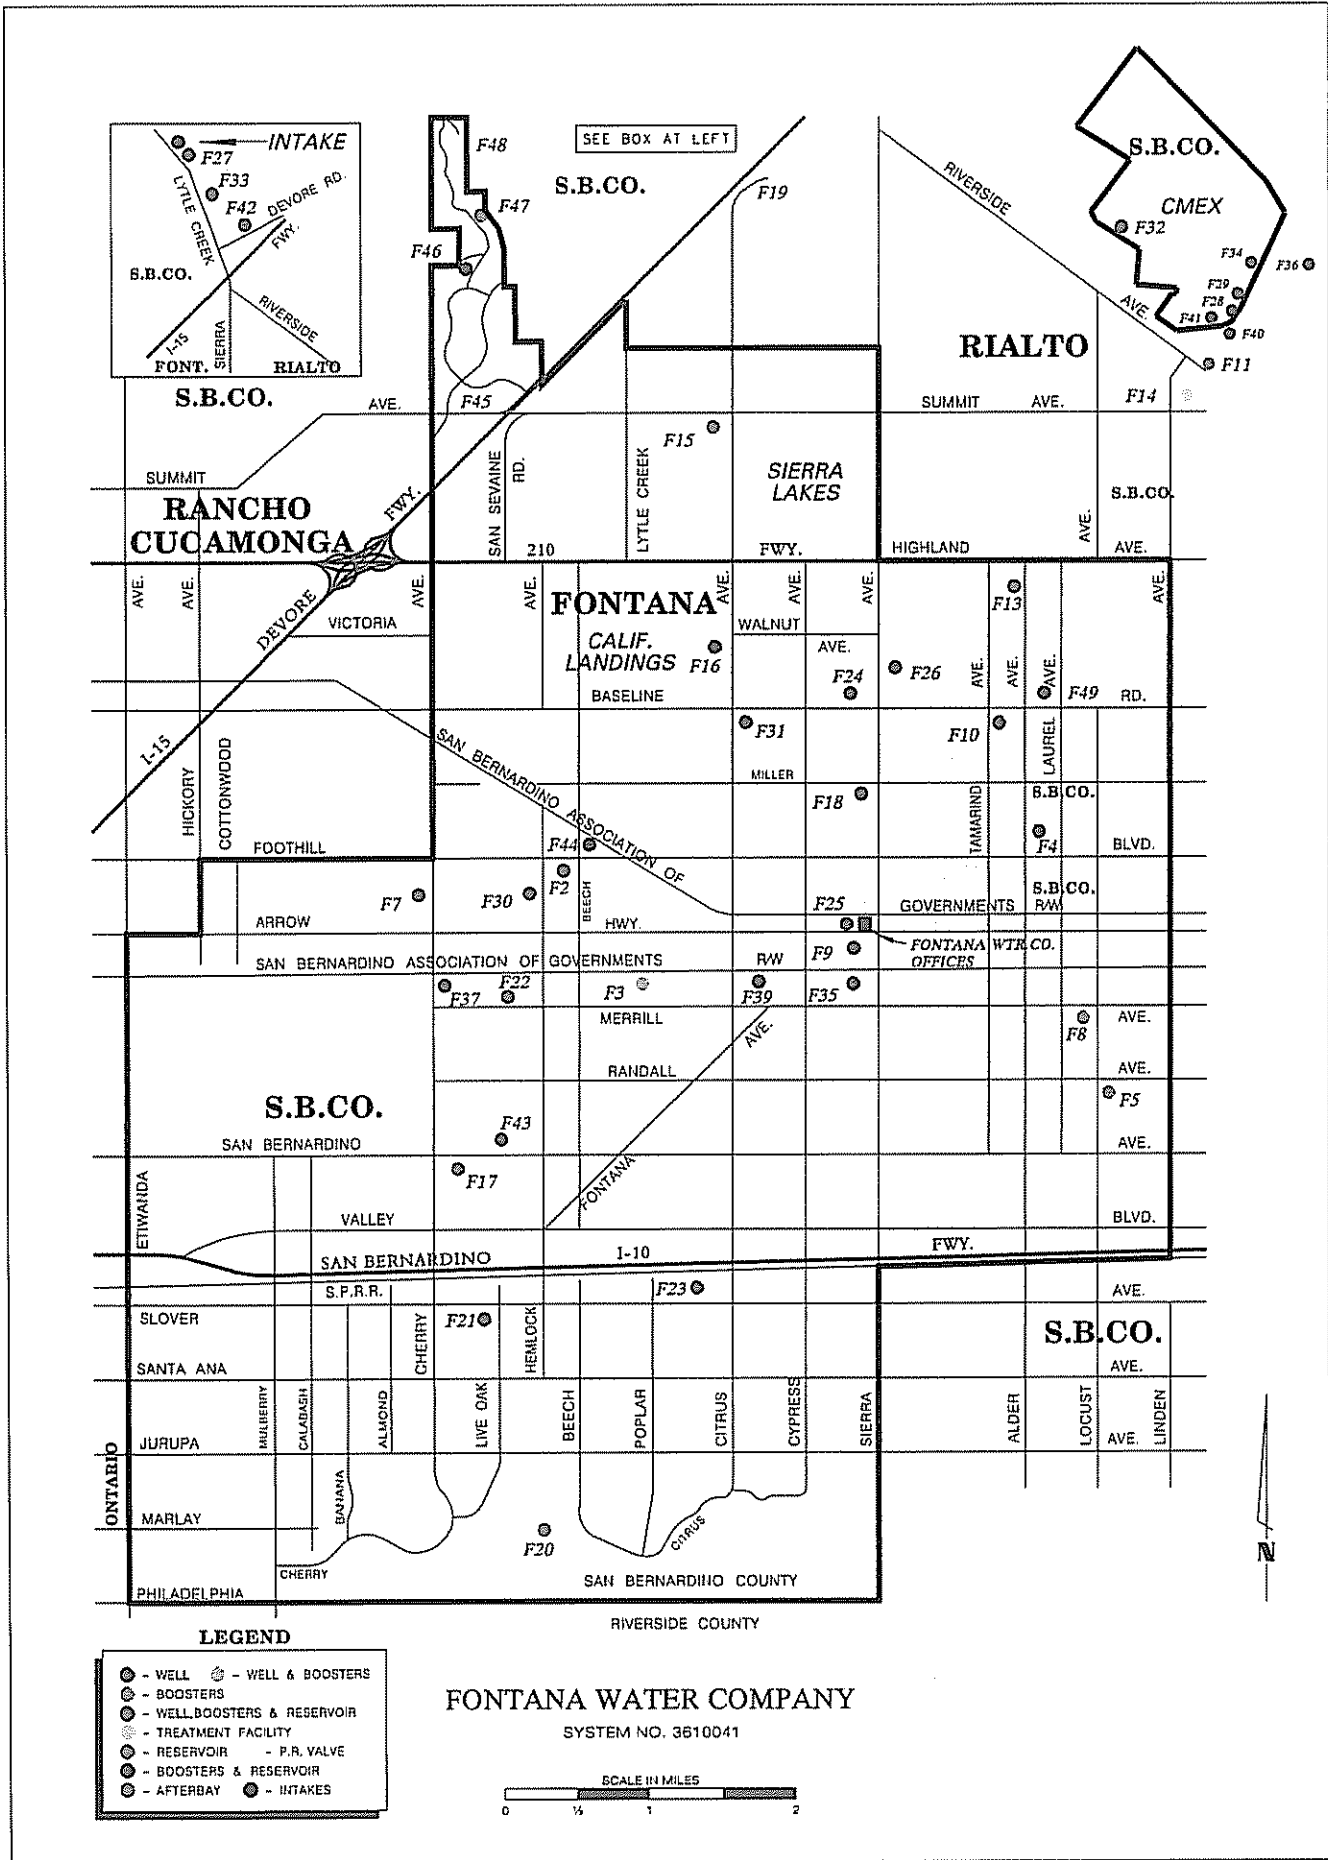 SEE BOX AT LEFT
INTAKE
F27
F33
F42
DEVORE RD.
LYTLE CREEK
FWY.
S.B.CO.
RIVERSIDE
I-15
SIERRA
FONT.
RIALTO
S.B.CO.
F48
S.B.CO.
F47
F46
F19
RIVERSIDE
AVE.
S.B.CO.
CMEX
F32
F34
F36
F29
F28
F41
F40
F11
RIALTO
F14
F45
AVE.
SUMMIT
AVE.
F15
SUMMIT
SAN SEVAINE
RD.
LYTLE CREEK
SIERRA
LAKES
S.B.CO.
RANCHO
CUCAMONGA
FWY.
210
FWY.
HIGHLAND
AVE.
AVE.
AVE.
AVE.
DEVORE
AVE.
AVE.
FONTANA
AVE.
AVE.
AVE.
F13
AVE.
VICTORIA
WALNUT
AVE.
CALIF.
LANDINGS
F16
F24
F26
AVE.
AVE.
AVE.
F49
BASELINE
RD.
I-15
F31
F10
LAUREL
SAN BERNARDINO ASSOCIATION OF
MILLER
HICKORY
COTTONWOOD
F18
TAMARIND
S.B.CO.
FOOTHILL
F44
F4
BLVD.
F7
F30
F2
BEECH
S.B.CO.
F25
GOVERNMENTS
R/W
ARROW
HWY.
F9
FONTANA WTR.CO.
OFFICES
SAN BERNARDINO ASSOCIATION OF GOVERNMENTS
R/W
F37
F22
F3
F39
F35
MERRILL
AVE.
F8
AVE.
RANDALL
AVE.
S.B.CO.
F5
F43
SAN BERNARDINO
AVE.
F17
FONTANA
ETIWANDA
VALLEY
BLVD.
SAN BERNARDINO
I-10
FWY.
S.P.R.R.
F23
AVE.
SLOVER
F21
CHERRY
HEMLOCK
S.B.CO.
SANTA ANA
AVE.
MULBERRY
CALABASH
ALMOND
LIVE OAK
BEECH
POPLAR
CITRUS
CYPRESS
SIERRA
ALDER
LOCUST
LINDEN
JURUPA
AVE.
ONTARIO
BANANA
MARLAY
F20
CITRUS
CHERRY
SAN BERNARDINO COUNTY
PHILADELPHIA
RIVERSIDE COUNTY
N
LEGEND
- WELL - WELL & BOOSTERS
- BOOSTERS
- WELL,BOOSTERS & RESERVOIR
- TREATMENT FACILITY
- RESERVOIR - P.R. VALVE
- BOOSTERS & RESERVOIR
- AFTERBAY - INTAKES
FONTANA WATER COMPANY
SYSTEM NO. 3610041
SCALE IN MILES
0 ½ 1 2